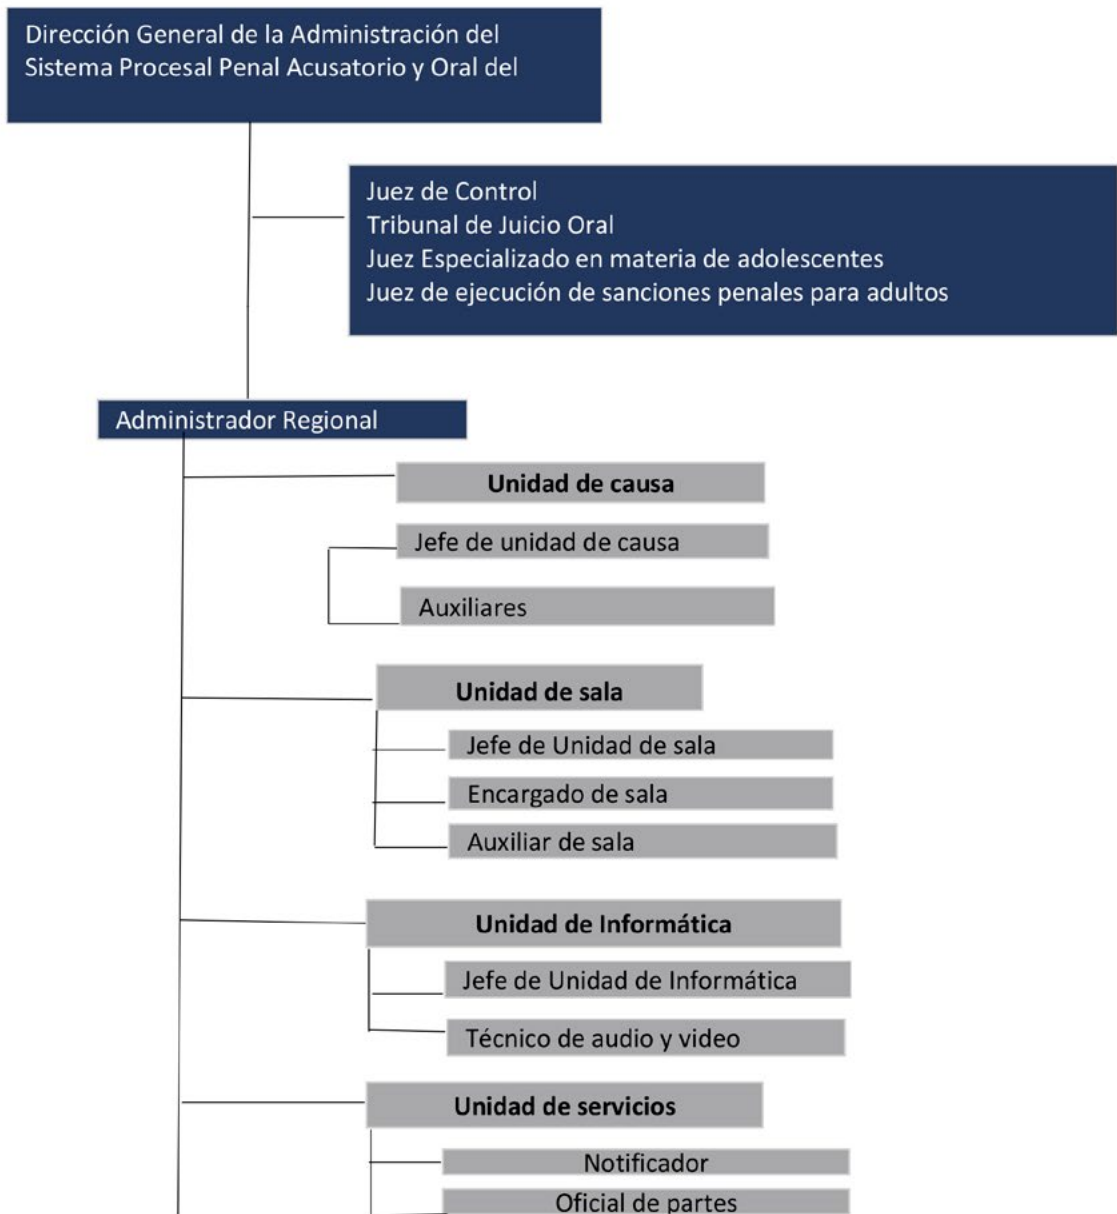 Dirección General de la Administración del
Sistema Procesal Penal Acusatorio y Oral del
Juez de Control
Tribunal de Juicio Oral
Juez Especializado en materia de adolescentes
Juez de ejecución de sanciones penales para adultos
Administrador Regional
Unidad de causa
Jefe de unidad de causa
Auxiliares
Unidad de sala
Jefe de Unidad de sala
Encargado de sala
Auxiliar de sala
Unidad de Informática
Jefe de Unidad de Informática
Técnico de audio y video
Unidad de servicios
Notificador
Oficial de partes